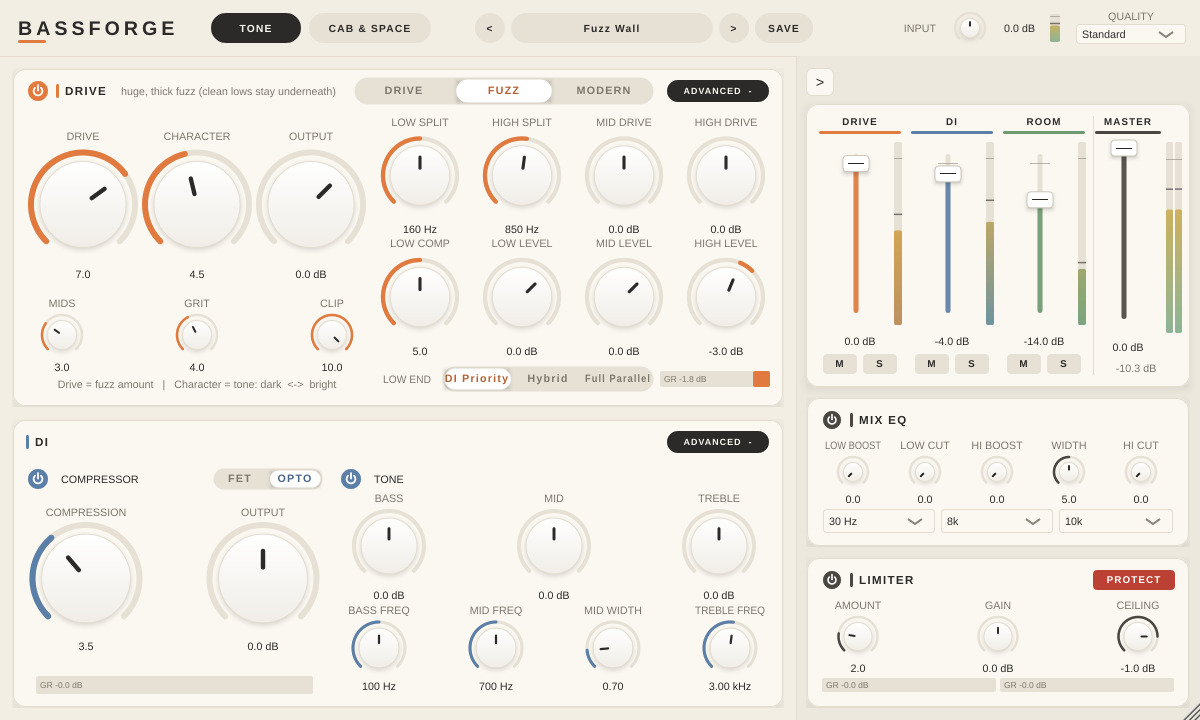 BASSFORGE
TONE
CAB & SPACE
<
Fuzz Wall
>
SAVE
INPUT
0.0 dB
QUALITY
Standard
DRIVE
huge, thick fuzz (clean lows stay underneath)
DRIVE
FUZZ
MODERN
ADVANCED -
DRIVE
CHARACTER
OUTPUT
7.0
4.5
0.0 dB
MIDS
GRIT
CLIP
3.0
4.0
10.0
Drive = fuzz amount | Character = tone: dark <-> bright
LOW SPLIT
HIGH SPLIT
MID DRIVE
HIGH DRIVE
160 Hz
850 Hz
0.0 dB
0.0 dB
LOW COMP
LOW LEVEL
MID LEVEL
HIGH LEVEL
5.0
0.0 dB
0.0 dB
-3.0 dB
LOW END
DI Priority
Hybrid
Full Parallel
GR -1.8 dB
DI
ADVANCED -
COMPRESSOR
FET
OPTO
TONE
COMPRESSION
OUTPUT
3.5
0.0 dB
GR -0.0 dB
BASS
MID
TREBLE
0.0 dB
0.0 dB
0.0 dB
BASS FREQ
MID FREQ
MID WIDTH
TREBLE FREQ
100 Hz
700 Hz
0.70
3.00 kHz
>
DRIVE
DI
ROOM
MASTER
0.0 dB
-4.0 dB
-14.0 dB
0.0 dB
M
S
M
S
M
S
-10.3 dB
MIX EQ
LOW BOOST
LOW CUT
HI BOOST
WIDTH
HI CUT
0.0
0.0
0.0
5.0
0.0
30 Hz
8k
10k
LIMITER
PROTECT
AMOUNT
GAIN
CEILING
2.0
0.0 dB
-1.0 dB
GR -0.0 dB
GR -0.0 dB